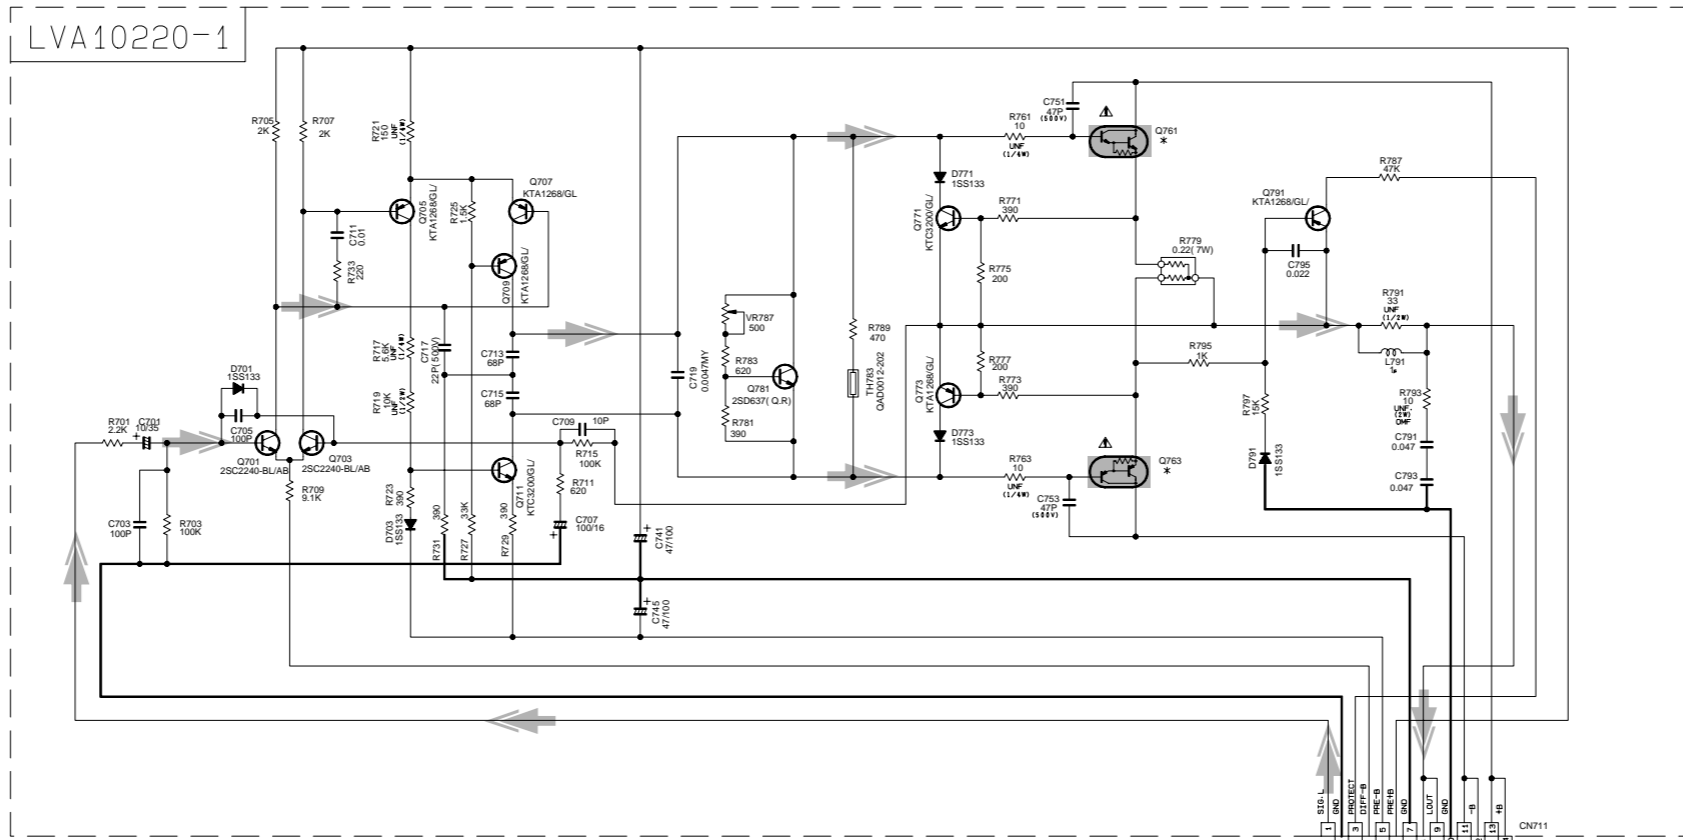 LVA10220-1
R705
2K
R707
2K
R721
150
UNF
(1/4W)
Q705
KTA1268/GL/
R725
1.5K
Q707
KTA1268/GL
Q709
KTA1268/GL/
C711
0.01
R733
220
R717
5.6K
UNF
(1/4W)
C717
22P(500V)
C713
68P
C715
68P
R719
10K
UNF
(1/2W)
D701
1SS133
C705
100P
R701
2.2K
C701
10/35
+
Q701
2SC2240-BL/AB
Q703
2SC2240-BL/AB
R709
9.1K
C703
100P
R703
100K
R723
390
D703
1SS133
R731
390
R727
33K
R729
390
Q711
KTC3200/GL/
C709
10P
R715
100K
R711
620
C707
100/16
+
C741
47/100
+
C745
47/100
+
C719
0.0047MY
VR787
500
R783
620
Q781
2SD637( Q.R)
R781
390
R789
470
TH783
QAD0012-202
D771
1SS133
Q771
KTC3200/GL/
R771
390
R775
200
R777
200
R773
390
Q773
KTA1268/GL/
D773
1SS133
R761
10
UNF
(1/4W)
C751
47P
(500V)
Q761
*
R763
10
UNF
(1/4W)
C753
47P
(500V)
Q763
*
R779
0.22( 7W)
R795
1K
R797
15K
D791
1SS133
Q791
KTA1268/GL/
C795
0.022
R787
47K
R791
33
UNF
(1/2W)
L791
R793
10
UNF.
(2W)
OMF
C791
0.047
C793
0.047
SIG.L
GND
PROTECT
DIFF-B
PRE-B
PRE+B
GND
LOUT
GND
-B
+B
1
3
5
7
9
11
13
CN711